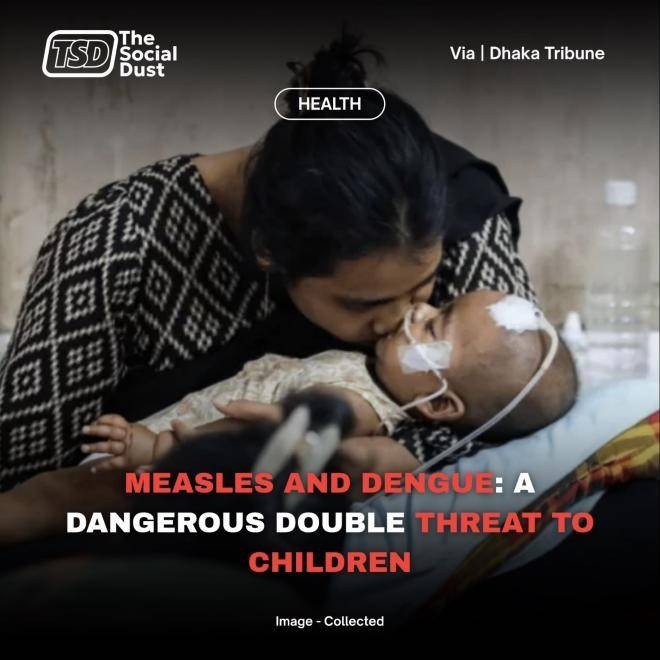 TSD The
Social
Dust
Via | Dhaka Tribune
HEALTH
MEASLES AND DENGUE: A
DANGEROUS DOUBLE THREAT TO
CHILDREN
Image - Collected